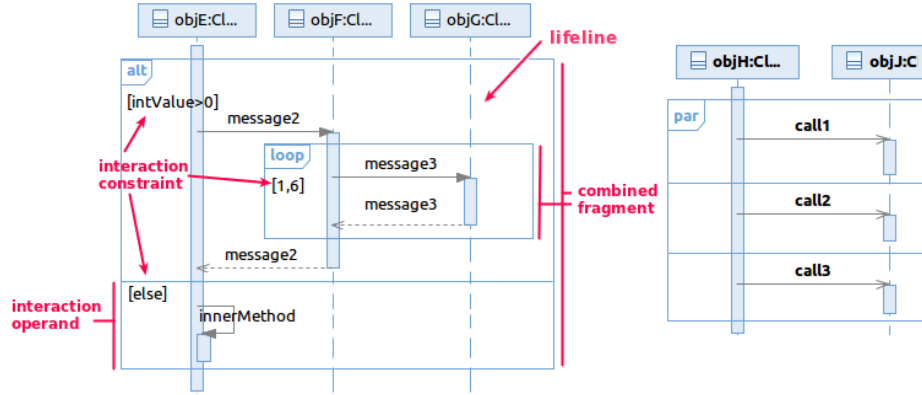 objE:Cl...
objF:Cl...
objG:Cl...
lifeline
objH:Cl...
objJ:C
alt
[intValue>0]
message2
loop
message3
interaction
constraint
[1,6]
combined
fragment
message3
message2
[else]
interaction
operand
innerMethod
par
call1
call2
call3